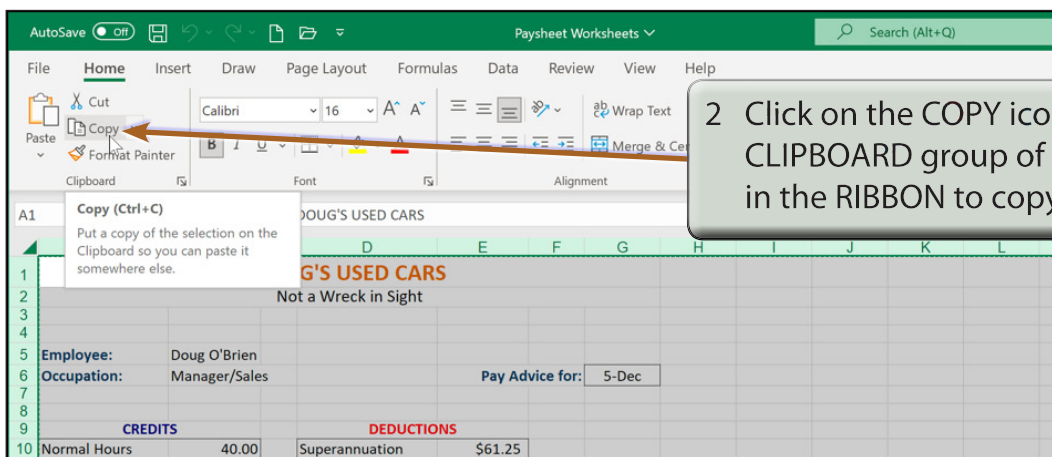 AutoSave Off Paysheet Worksheets Search (Alt+Q)
File Home Insert Draw Page Layout Formulas Data Review View Help
Paste
Cut
Copy
Format Painter
Clipboard
Calibri 16 A^ A˅
B I U A
Font
ab Wrap Text
Merge &
Alignment
2 Click on the COPY ico
CLIPBOARD group of
in the RIBBON to copy
A1 DOUG'S USED CARS
Copy (Ctrl+C)
Put a copy of the selection on the
Clipboard so you can paste it
somewhere else.
D E F G H I J K L
1 G'S USED CARS
2 Not a Wreck in Sight
3
4
5 Employee: Doug O'Brien
6 Occupation: Manager/Sales Pay Advice for: 5-Dec
7
8
9 CREDITS DEDUCTIONS
10 Normal Hours 40.00 Superannuation $61.25